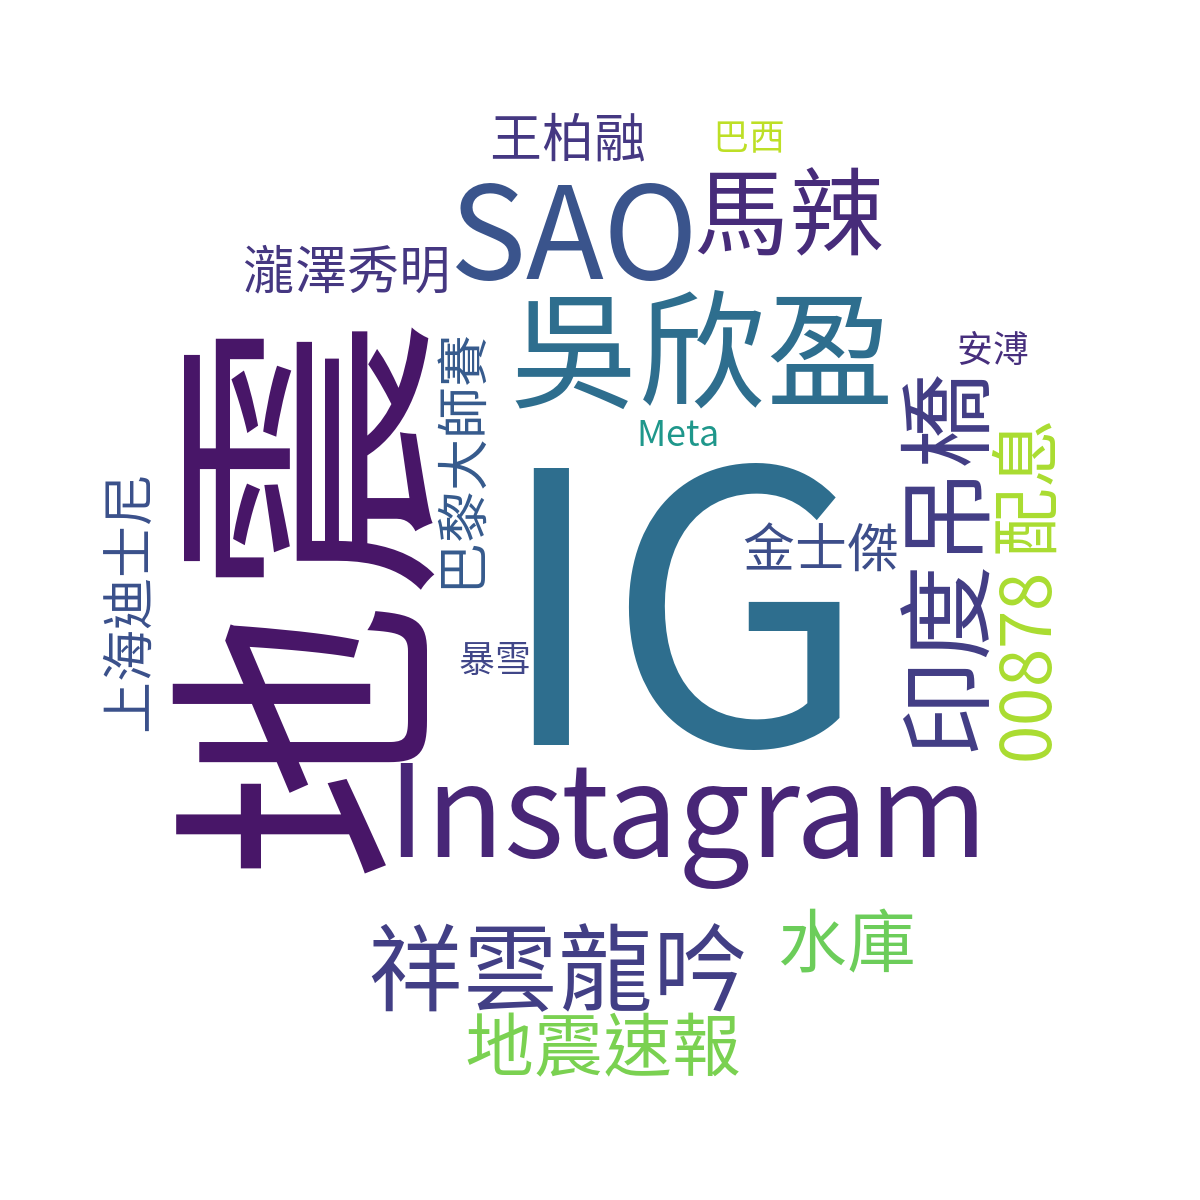 王柏融
巴西
SAO
馬辣
瀧澤秀明
吳欣盈
地震
巴黎大師賽
安溥
Meta
印度吊橋
00878 配息
IG
金士傑
上海迪士尼
暴雪
Instagram
祥雲龍吟
水庫
地震速報